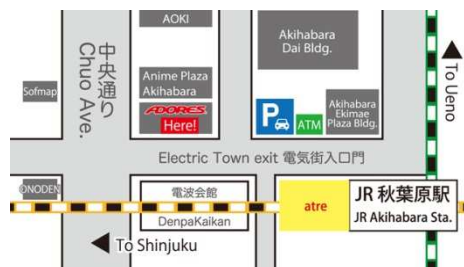 AOKI
Akihabara
Dai Bldg.
中央通り
Chuo Ave.
Sofmap
Anime Plaza
Akihabara
ADORES
Here!
P
ATM
Akihabara
Ekimae
Plaza Bldg.
To Ueno
Electric Town exit 電気街入口門
ONODEN
電波会館
DenpaKaikan
atre
JR 秋葉原駅
JR Akihabara Sta.
To Shinjuku